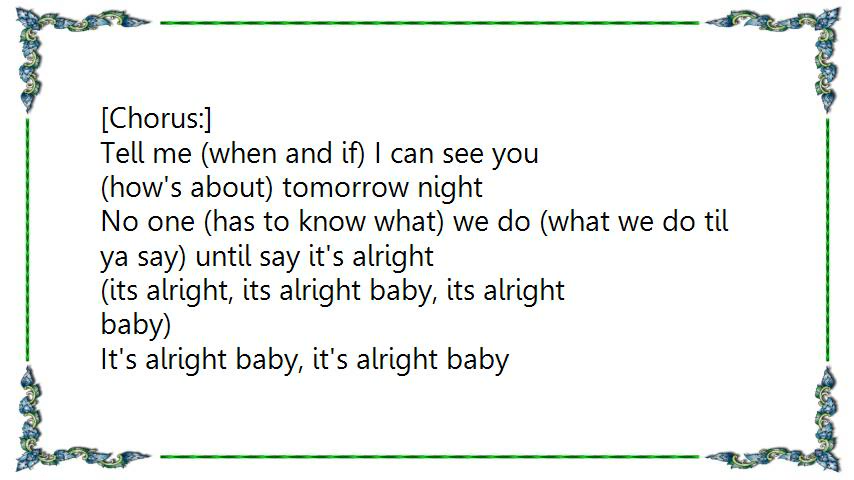 [Chorus:]
Tell me (when and if) I can see you
(how's about) tomorrow night
No one (has to know what) we do (what we do til
ya say) until say it's alright
(its alright, its alright baby, its alright
baby)
It's alright baby, it's alright baby